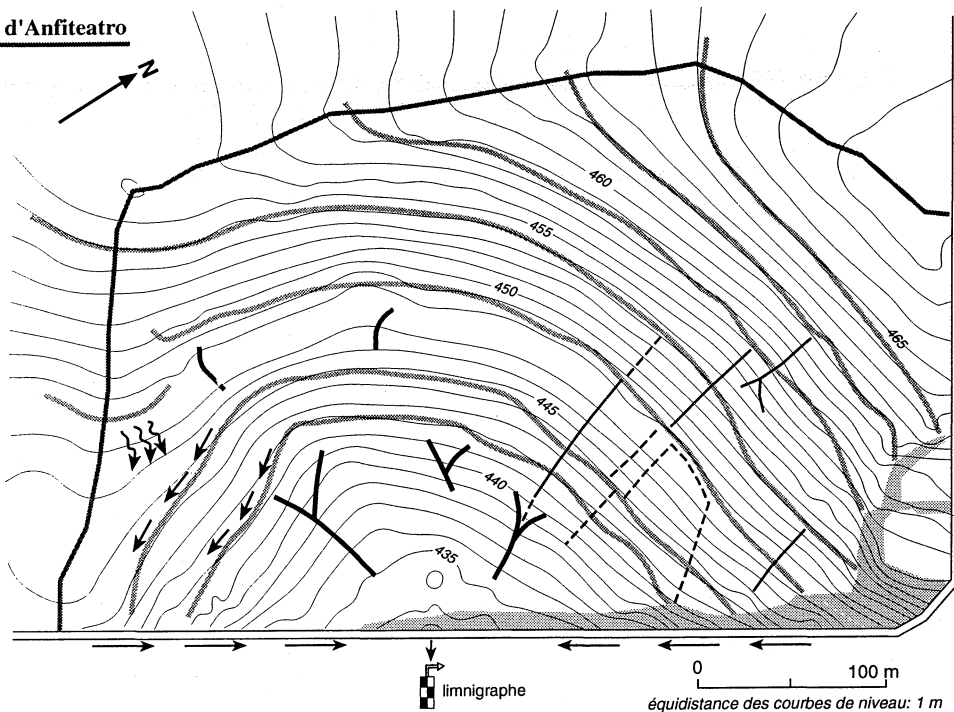 d'Anfiteatro
N
460
455
450
465
445
440
435
limnigraphe
0 100 m
équidistance des courbes de niveau: 1 m